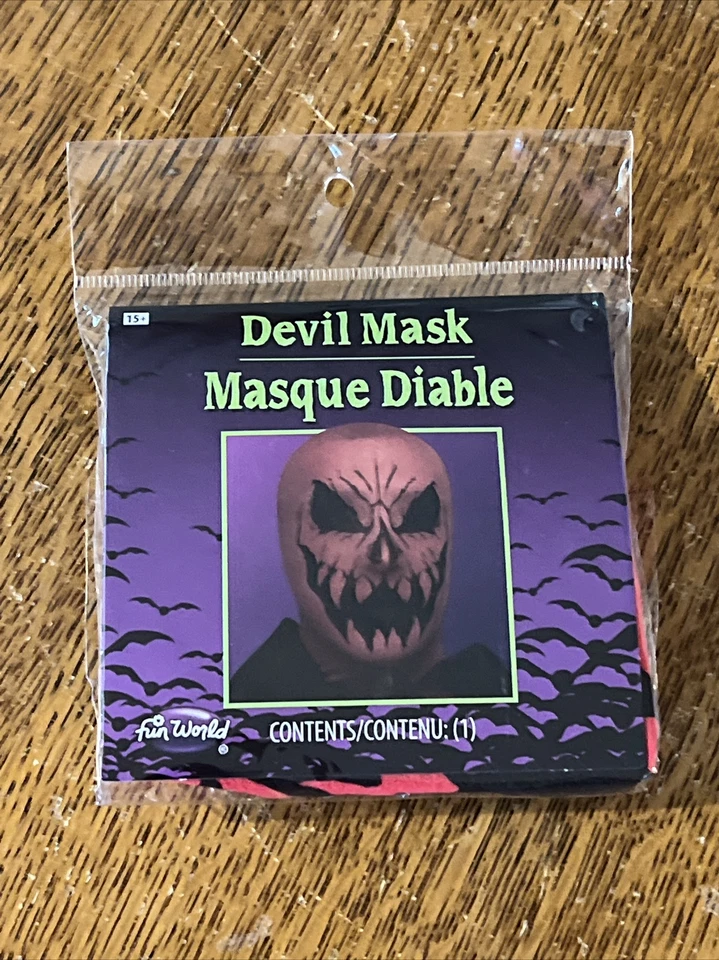 15+
Devil Mask
Masque Diable
fun World ®
CONTENTS/CONTENU: (1)